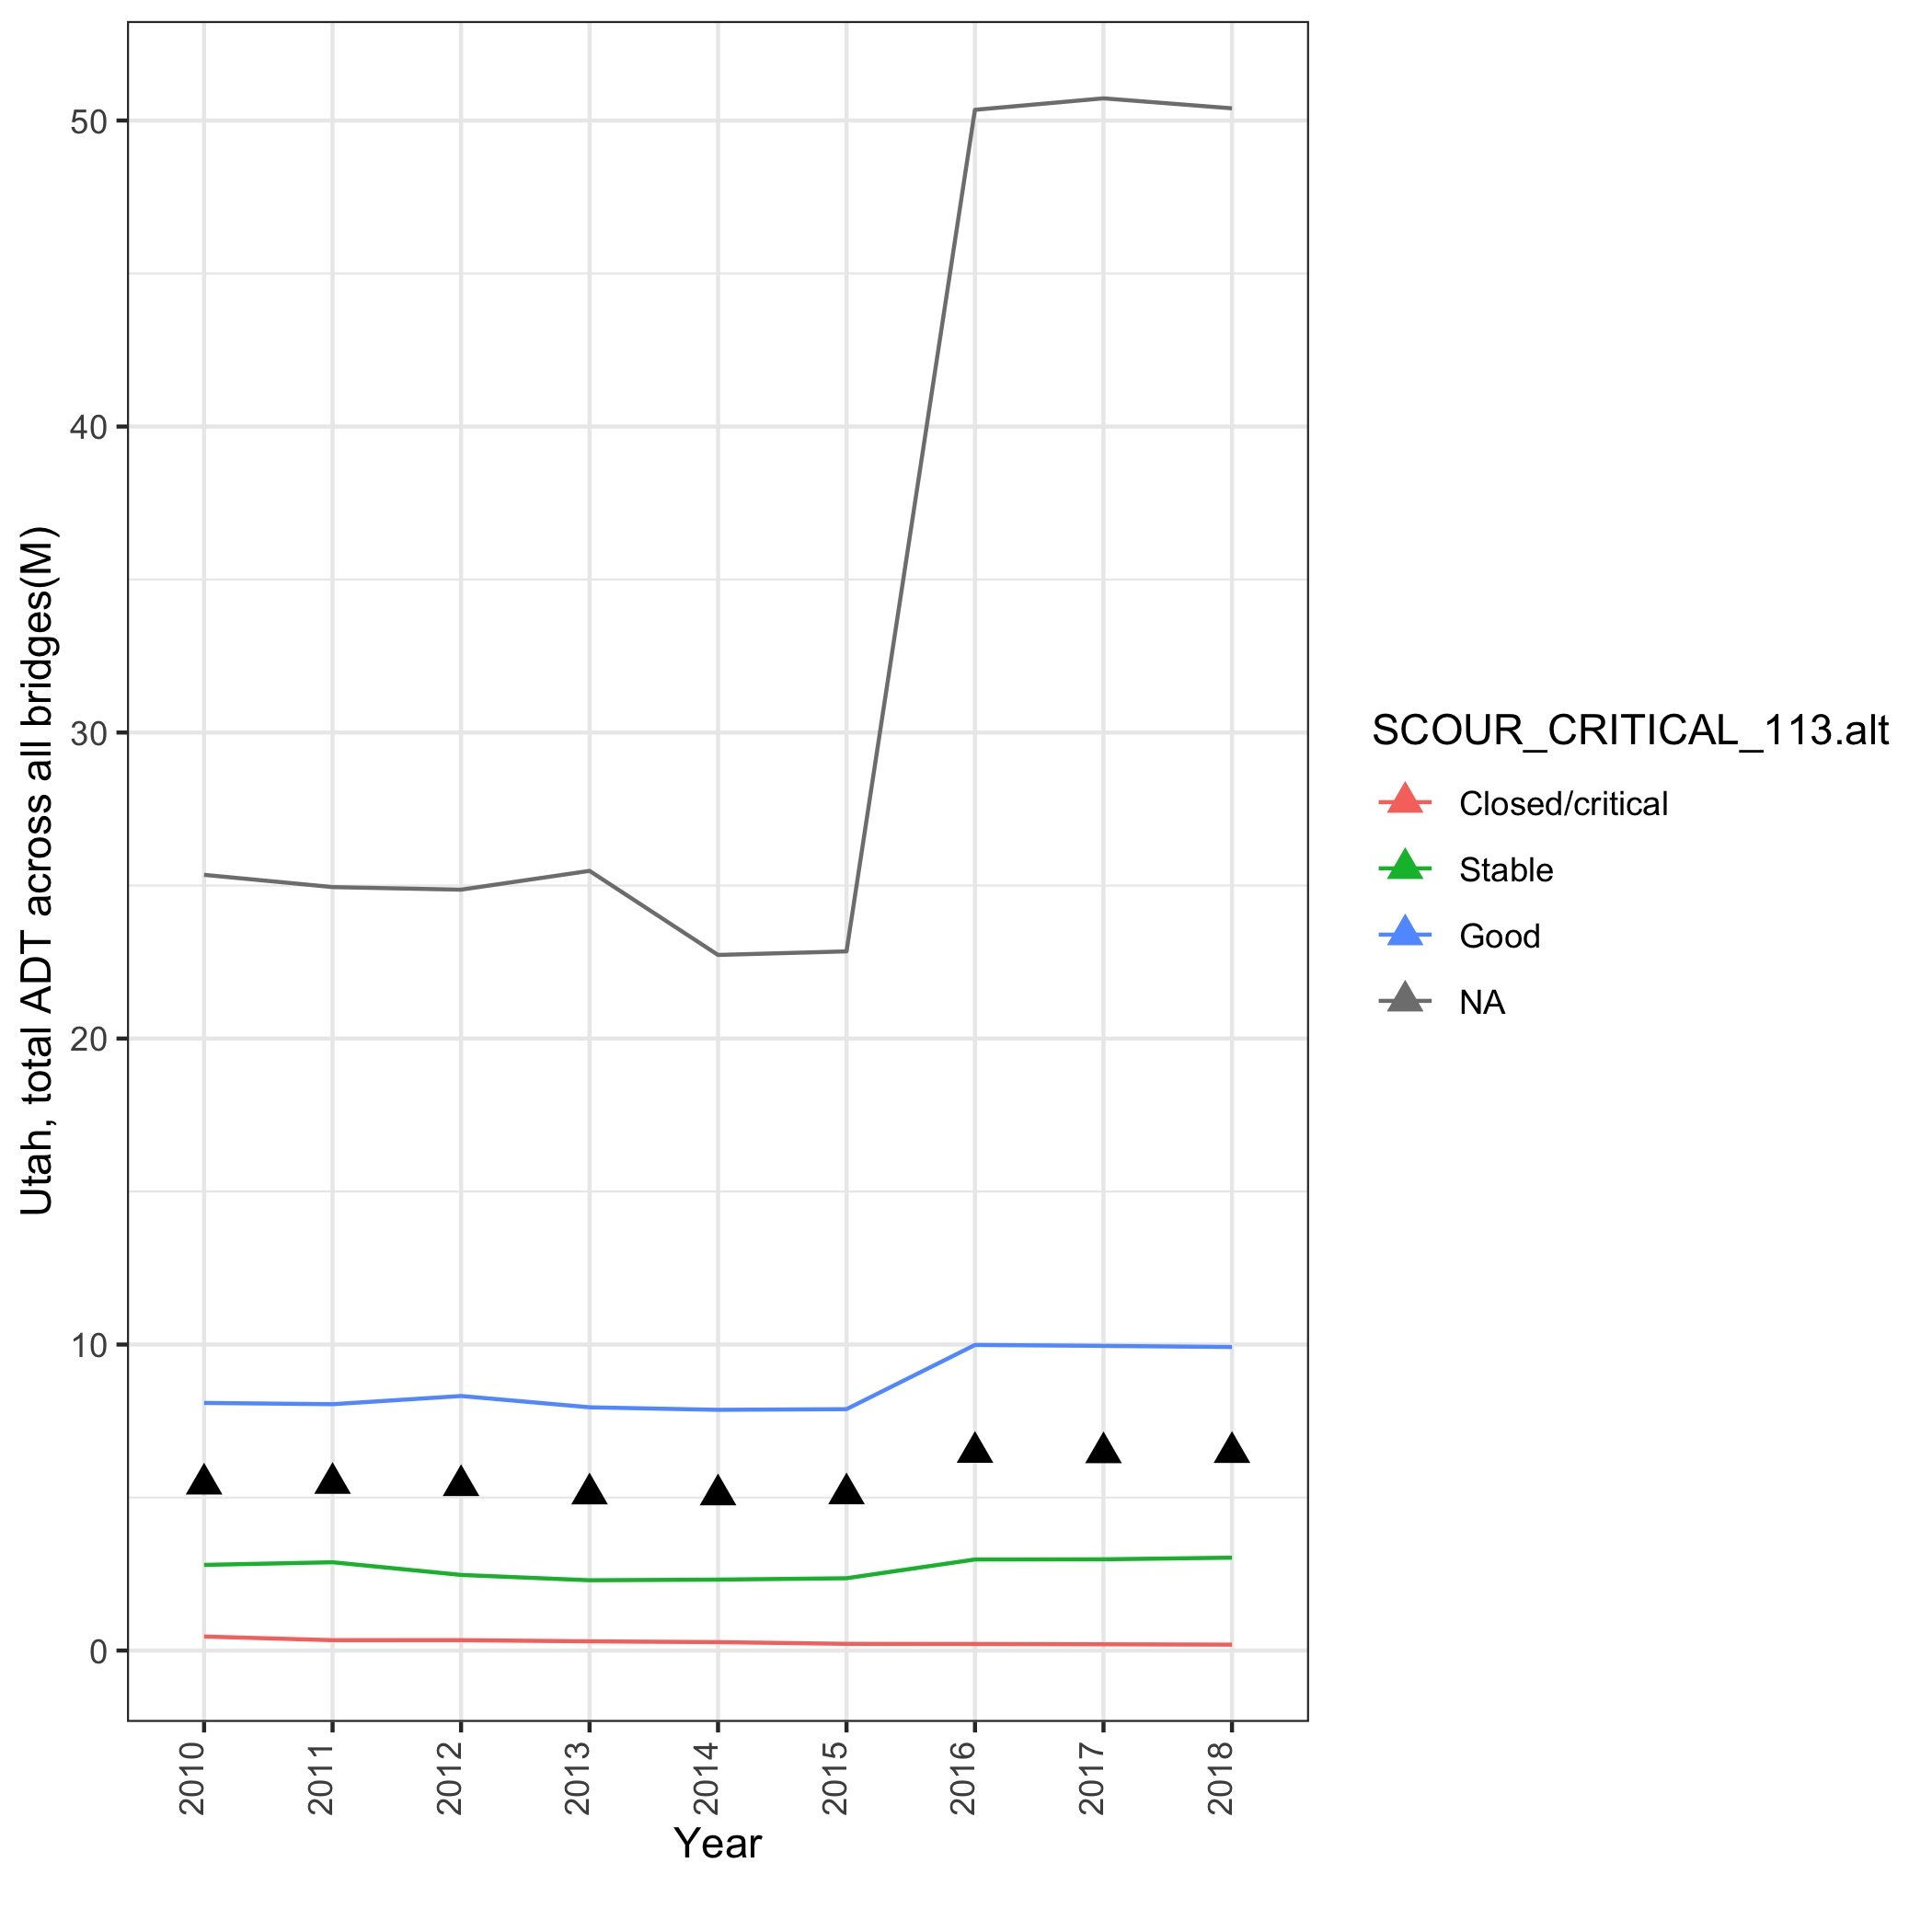 Utah, total ADT across all bridges(M)
50
40
30
20
10
0
2010
2011
2012
2013
2014
2015
2016
2017
2018
Year
SCOUR_CRITICAL_113.alt
Closed/critical
Stable
Good
NA